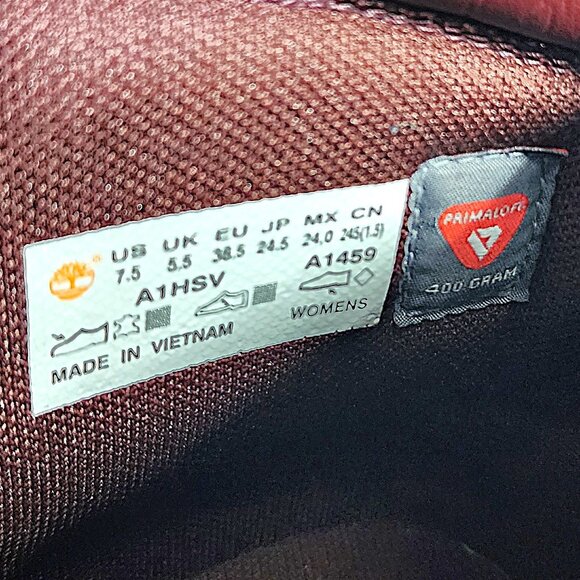 US UK EU JP MX CN
7.5 5.5 38.5 24.5 24.0 245(1.5)
A1HSV A1459
WOMENS
MADE IN VIETNAM
PRIMALOFT
400 GRAM